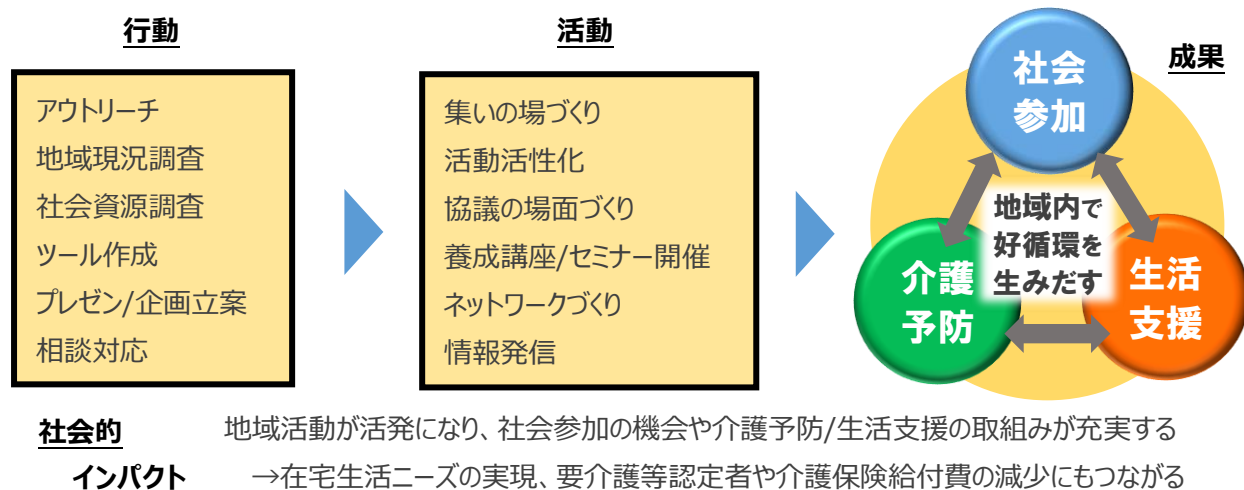 行動
アウトリーチ
地域現況調査
社会資源調査
ツール作成
プレゼン/企画立案
相談対応
活動
集いの場づくり
活動活性化
協議の場面づくり
養成講座/セミナー開催
ネットワークづくり
情報発信
成果
社会
参加
地域内で
好循環を
生みだす
介護
予防
生活
支援
社会的
インパクト
地域活動が活発になり、社会参加の機会や介護予防/生活支援の取組みが充実する
→在宅生活ニーズの実現、要介護等認定者や介護保険給付費の減少にもつながる